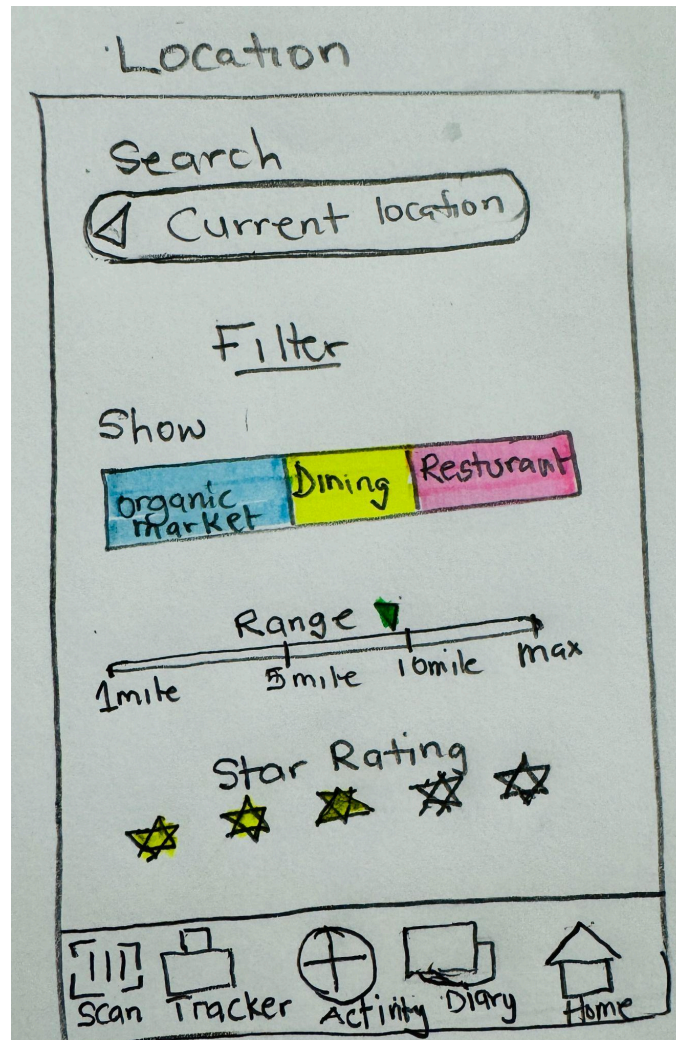 Location
Search
Current location
Filter
Show
organic
market
Dining
Resturant
Range
1mile
5mile
10mile
max
Star Rating
Scan
Tracker
Activity
Diary
Home